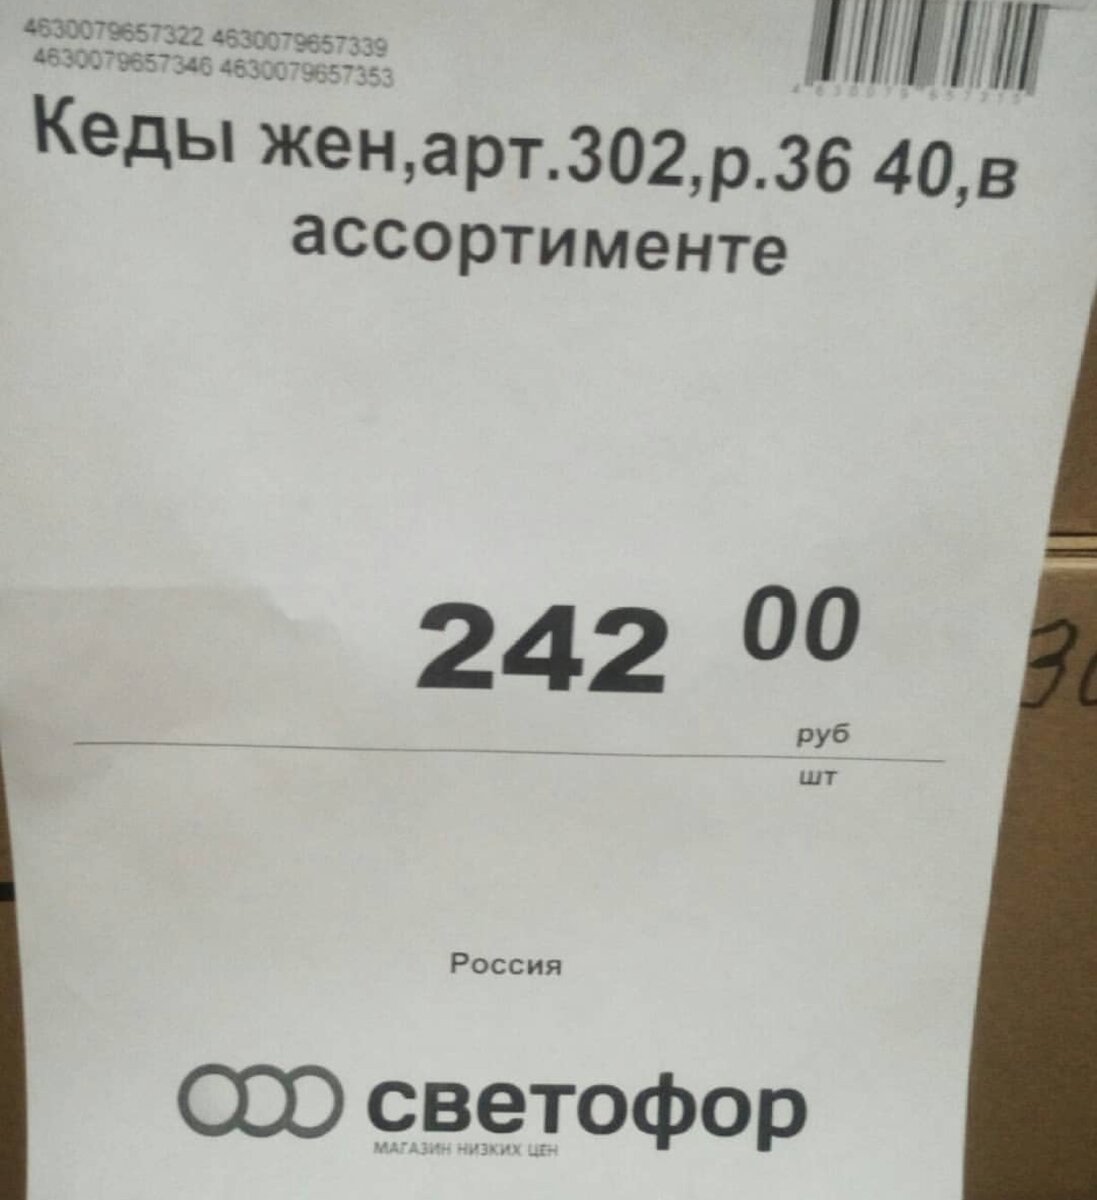 4630079657322 4630079657339
4630079657346 4630079657353
Кеды жен,арт.302,р.36 40,в
ассортименте
242 00
руб
шт
Россия
светофор
МАГАЗИН НИЗКИХ ЦЕН